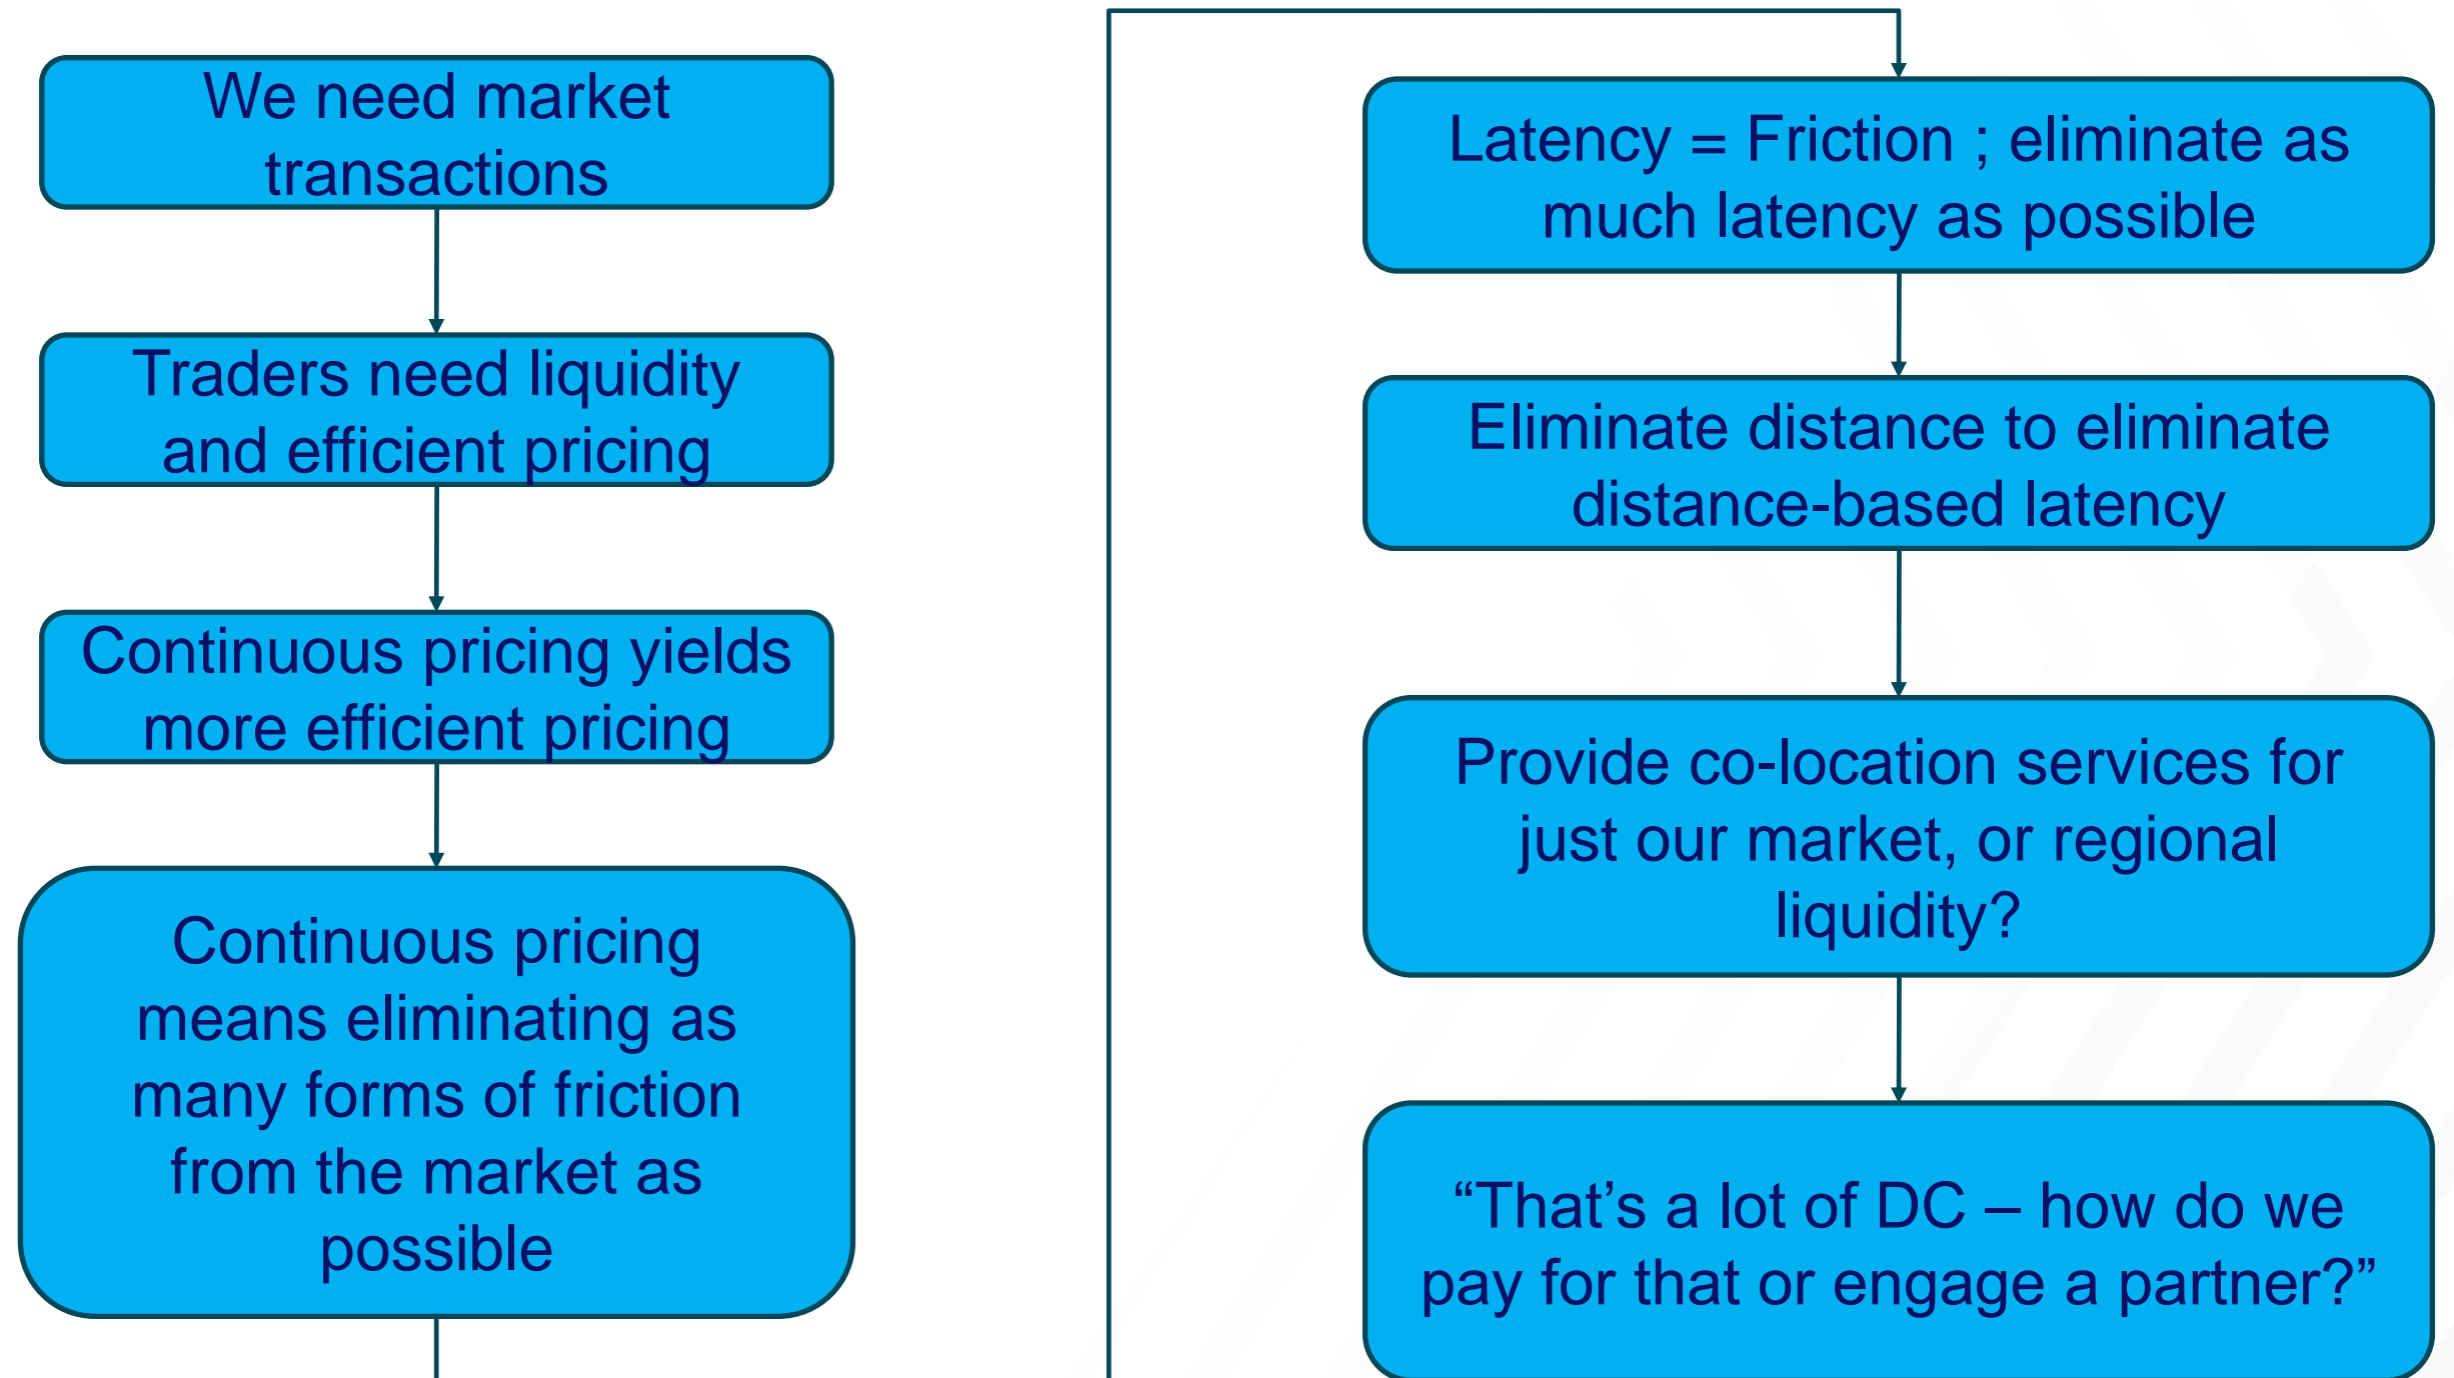 We need market
transactions
Traders need liquidity
and efficient pricing
Continuous pricing yields
more efficient pricing
Continuous pricing
means eliminating as
many forms of friction
from the market as
possible
Latency = Friction ; eliminate as
much latency as possible
Eliminate distance to eliminate
distance-based latency
Provide co-location services for
just our market, or regional
liquidity?
“That’s a lot of DC – how do we
pay for that or engage a partner?”